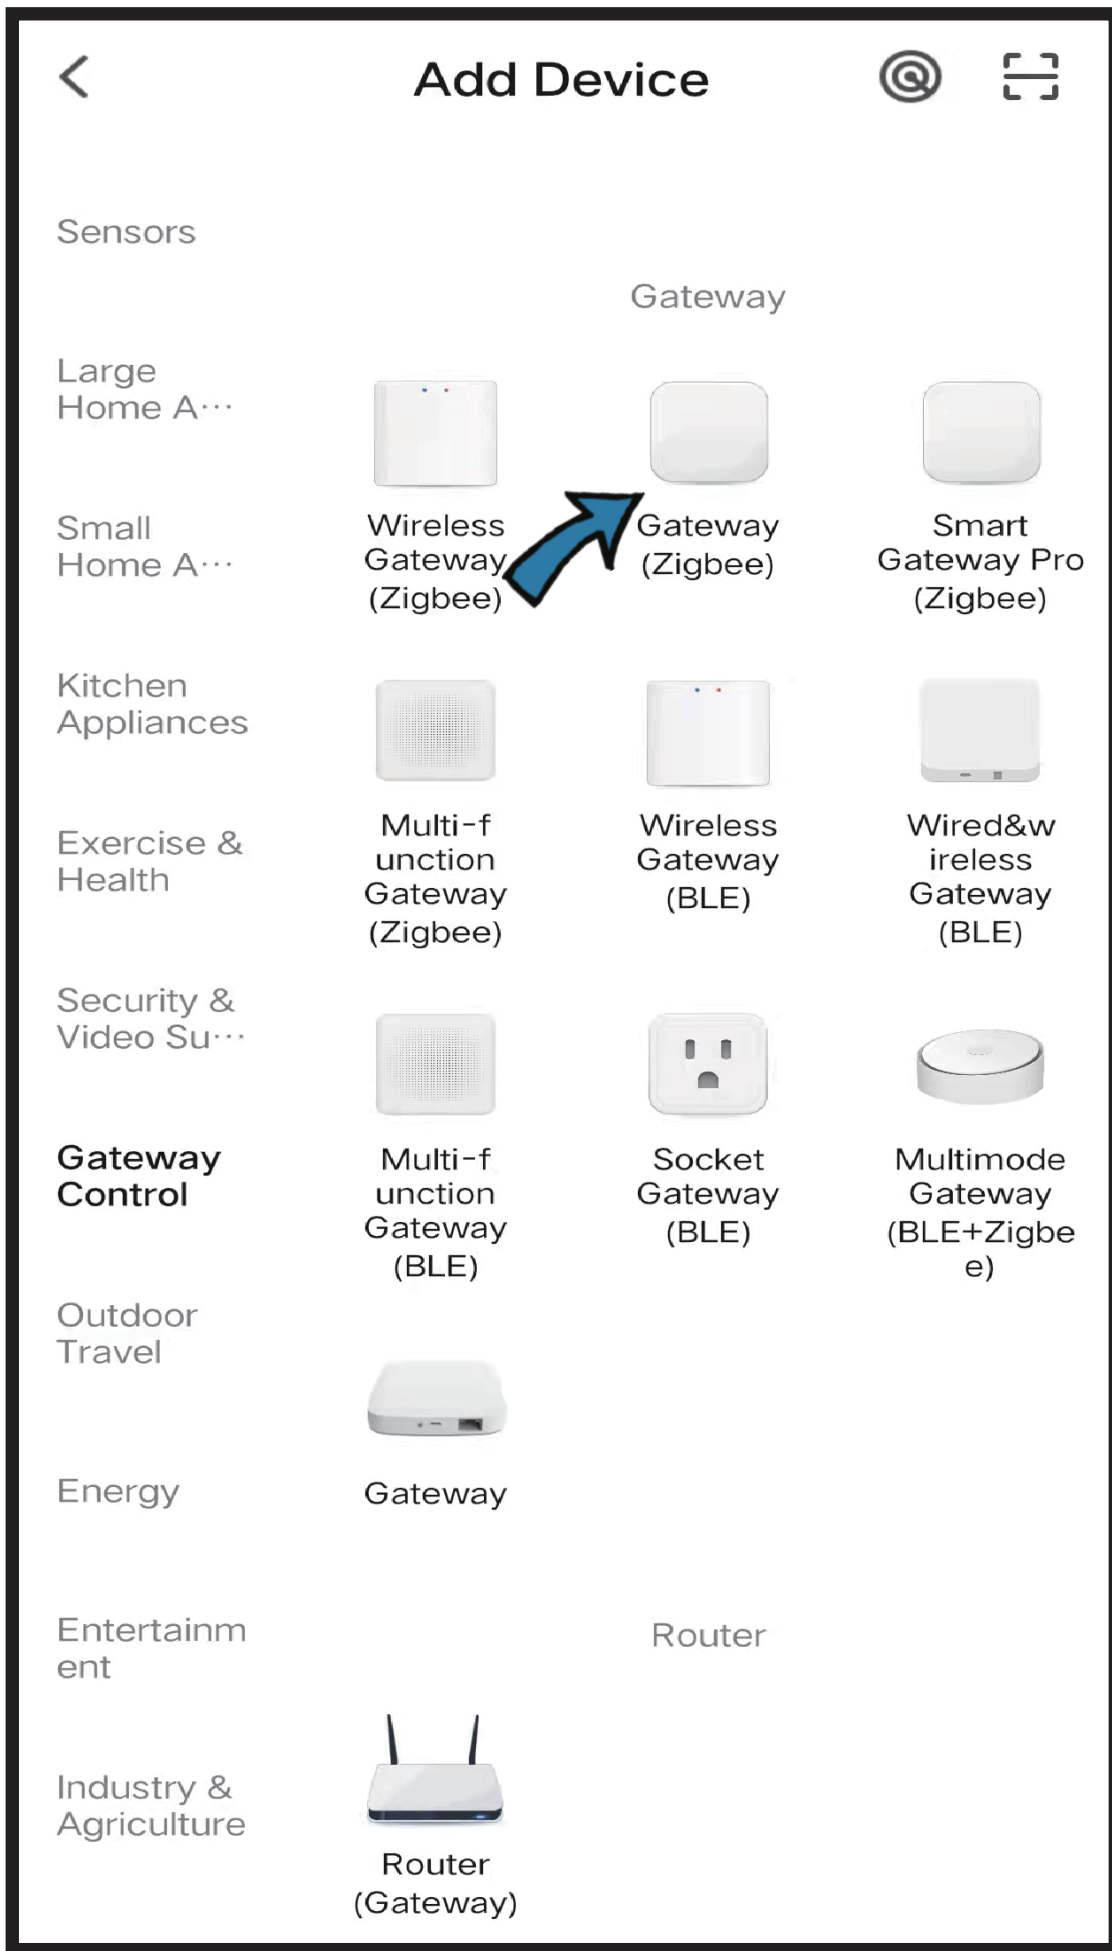 Add Device
Sensors
Large
Home A···
Small
Home A···
Kitchen
Appliances
Exercise &
Health
Security &
Video Su···
Gateway
Control
Outdoor
Travel
Energy
Entertainm
ent
Industry &
Agriculture
Gateway
Wireless
Gateway
(Zigbee)
Gateway
(Zigbee)
Smart
Gateway Pro
(Zigbee)
Multi-f
unction
Gateway
(Zigbee)
Wireless
Gateway
(BLE)
Wired&w
ireless
Gateway
(BLE)
Multi-f
unction
Gateway
(BLE)
Socket
Gateway
(BLE)
Multimode
Gateway
(BLE+Zigbe
e)
Gateway
Router
Router
(Gateway)